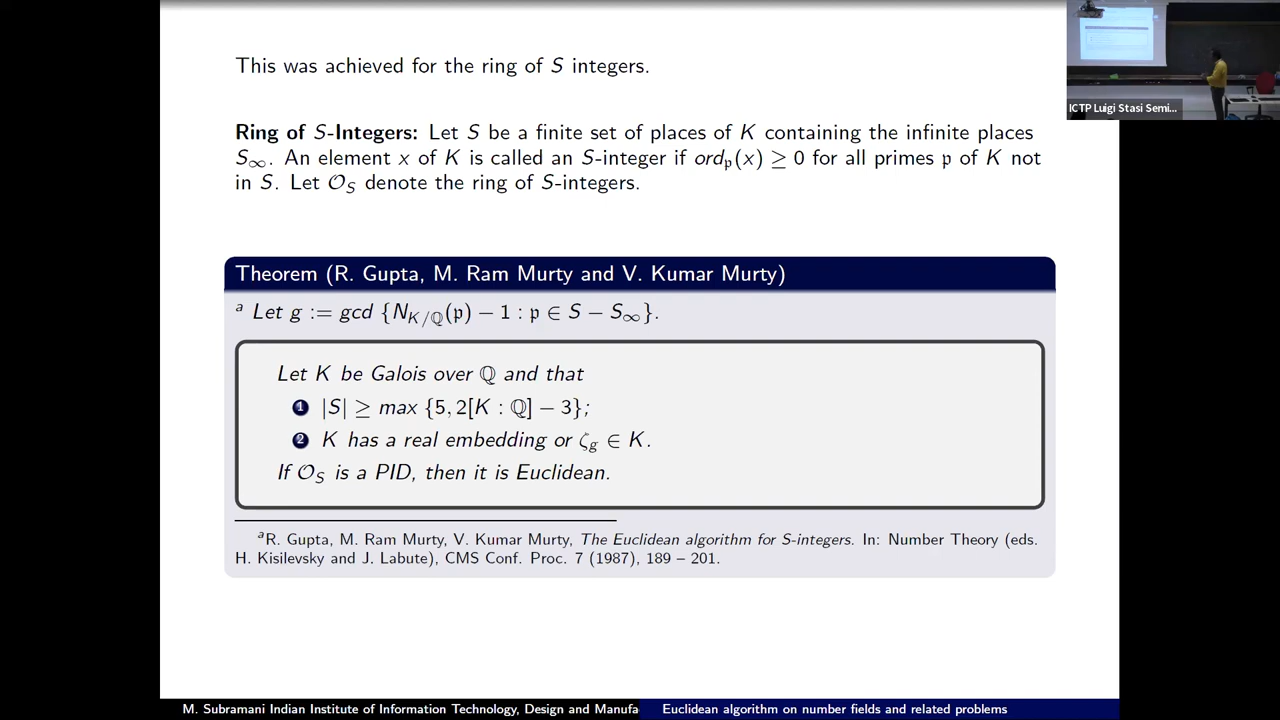 This was achieved for the ring of S integers.
Ring of S-Integers: Let S be a finite set of places of K containing the infinite places
S∞. An element x of K is called an S-integer if ord𝔭(x) ≥ 0 for all primes 𝔭 of K not
in S. Let 𝒪S denote the ring of S-integers.
Theorem (R. Gupta, M. Ram Murty and V. Kumar Murty)
a Let g := gcd {NK/ℚ(𝔭) − 1 : 𝔭 ∈ S − S∞}.
Let K be Galois over ℚ and that
1 |S| ≥ max {5, 2[K : ℚ] − 3};
2 K has a real embedding or ζg ∈ K.
If 𝒪S is a PID, then it is Euclidean.
aR. Gupta, M. Ram Murty, V. Kumar Murty, The Euclidean algorithm for S-integers. In: Number Theory (eds.
H. Kisilevsky and J. Labute), CMS Conf. Proc. 7 (1987), 189 – 201.
M. Subramani Indian Institute of Information Technology, Design and Manufa
Euclidean algorithm on number fields and related problems
ICTP Luigi Stasi Semi...